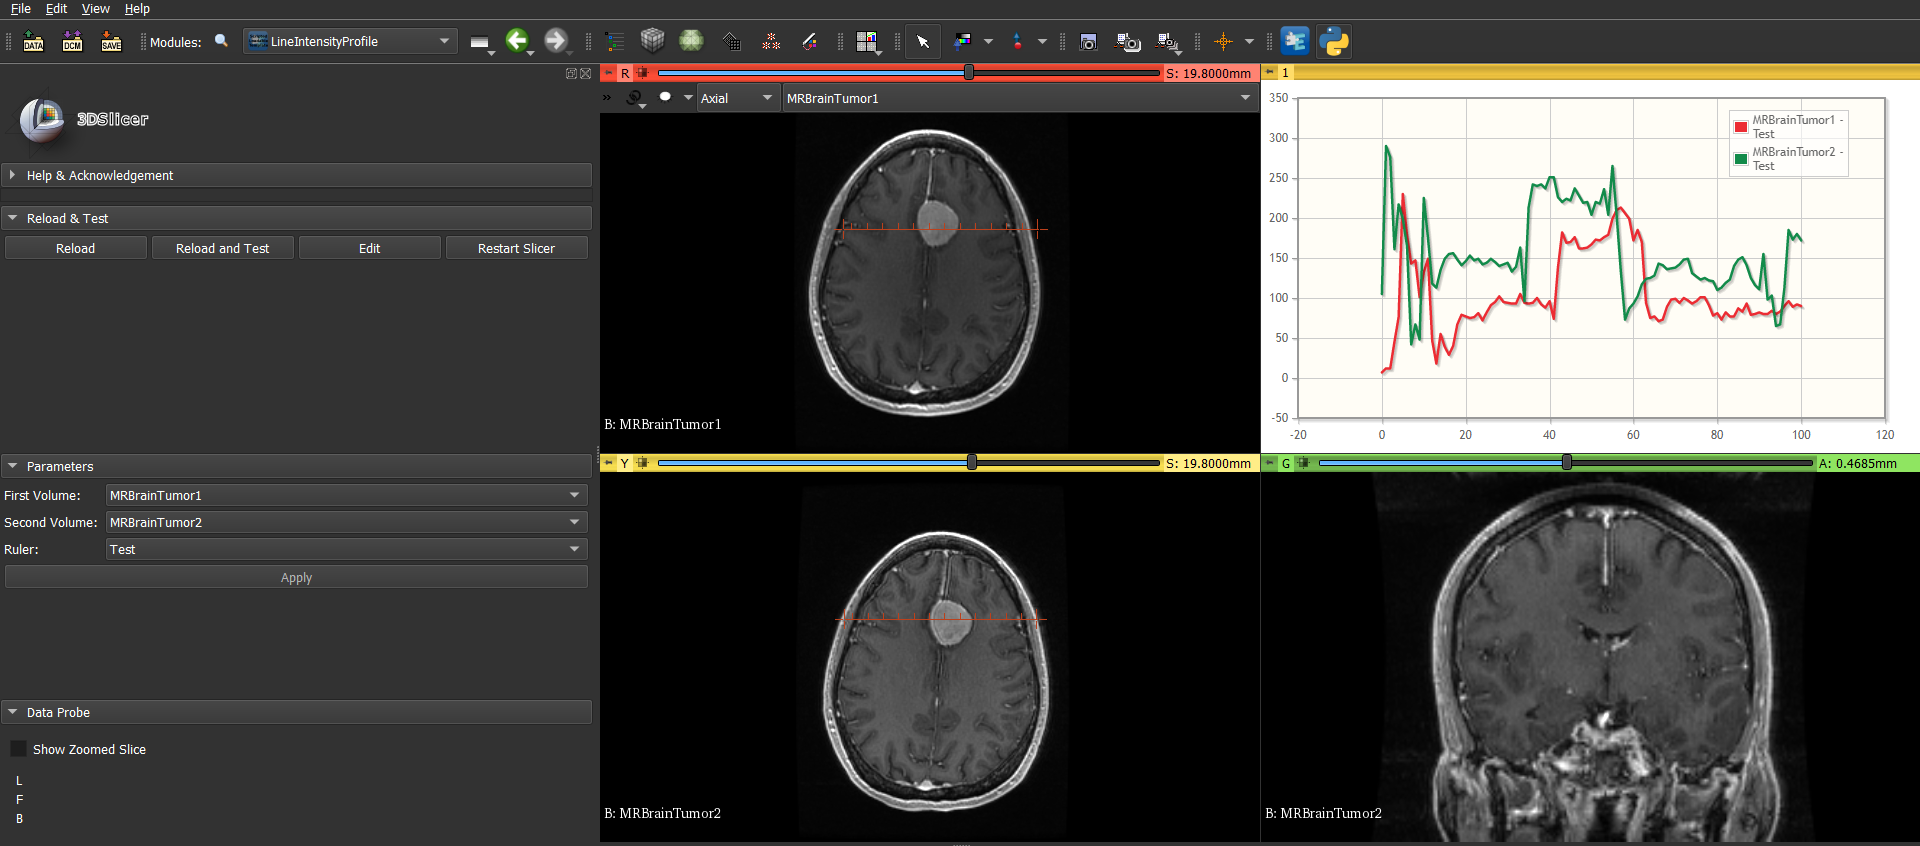 File Edit View Help
DATA DCM SAVE Modules: LineIntensityProfile
3DSlicer
Help & Acknowledgement
Reload & Test
Reload Reload and Test Edit Restart Slicer
Parameters
First Volume: MRBrainTumor1
Second Volume: MRBrainTumor2
Ruler: Test
Apply
Data Probe
Show Zoomed Slice
L
F
B
R S: 19.8000mm
Axial MRBrainTumor1
B: MRBrainTumor1
1
350
300
250
200
150
100
50
0
-50
-20 0 20 40 60 80 100 120
MRBrainTumor1 -
Test
MRBrainTumor2 -
Test
Y S: 19.8000mm
B: MRBrainTumor2
G A: 0.4685mm
B: MRBrainTumor2